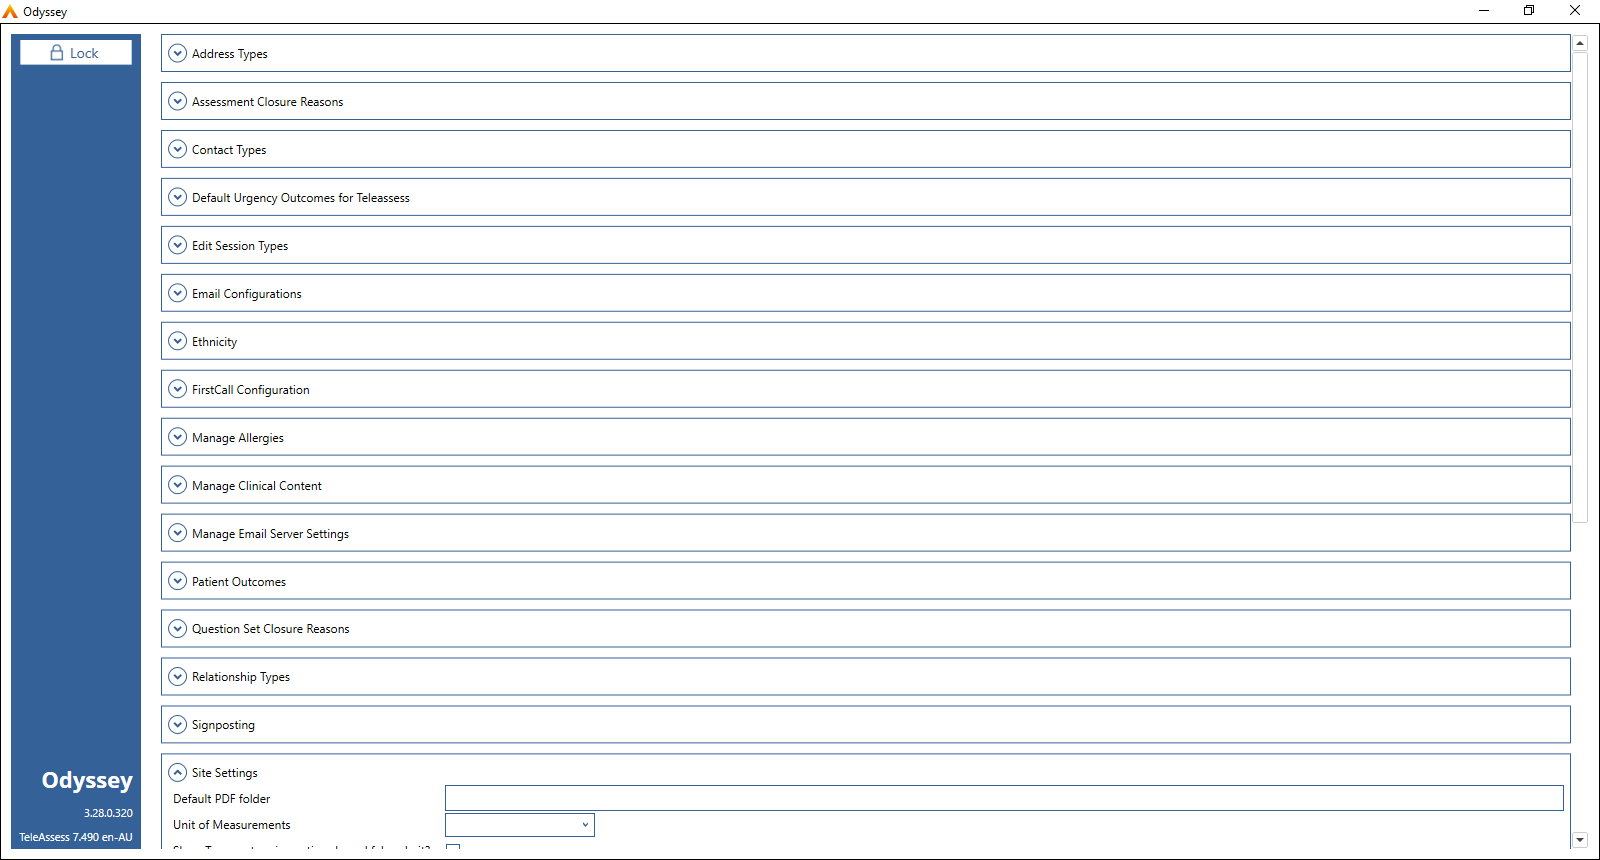 Odyssey
Lock
Address Types
Assessment Closure Reasons
Contact Types
Default Urgency Outcomes for Teleassess
Edit Session Types
Email Configurations
Ethnicity
FirstCall Configuration
Manage Allergies
Manage Clinical Content
Manage Email Server Settings
Patient Outcomes
Question Set Closure Reasons
Relationship Types
Signposting
Site Settings
Default PDF folder
Unit of Measurements
Odyssey
3.28.0.320
TeleAssess 7.490 en-AU